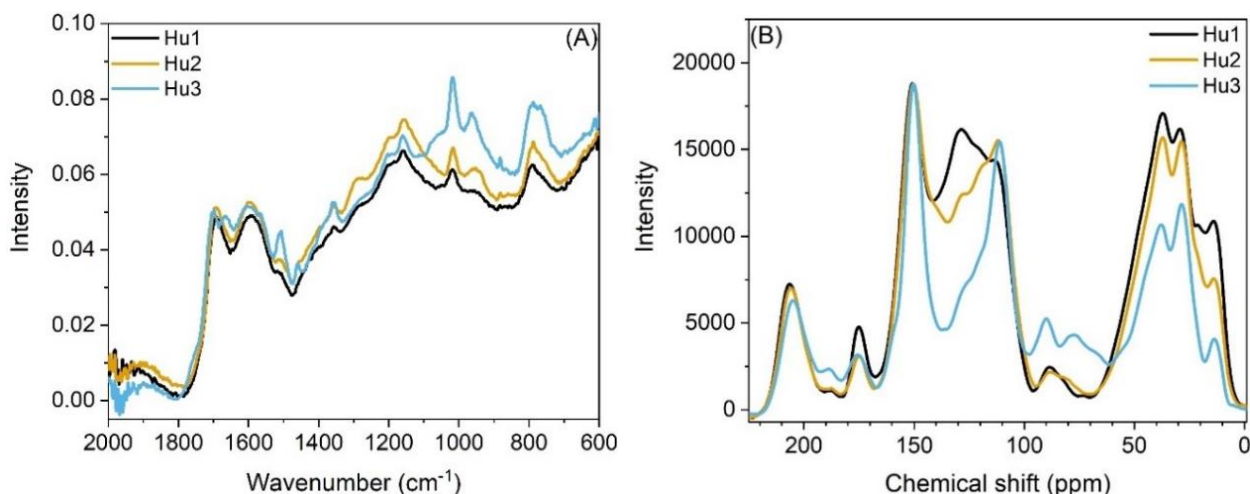 (A)
Hu1
Hu2
Hu3
0.10
0.08
0.06
0.04
0.02
0.00
Intensity
2000 1800 1600 1400 1200 1000 800 600
Wavenumber (cm⁻¹)
(B)
Hu1
Hu2
Hu3
20000
15000
10000
5000
0
Intensity
200 150 100 50 0
Chemical shift (ppm)